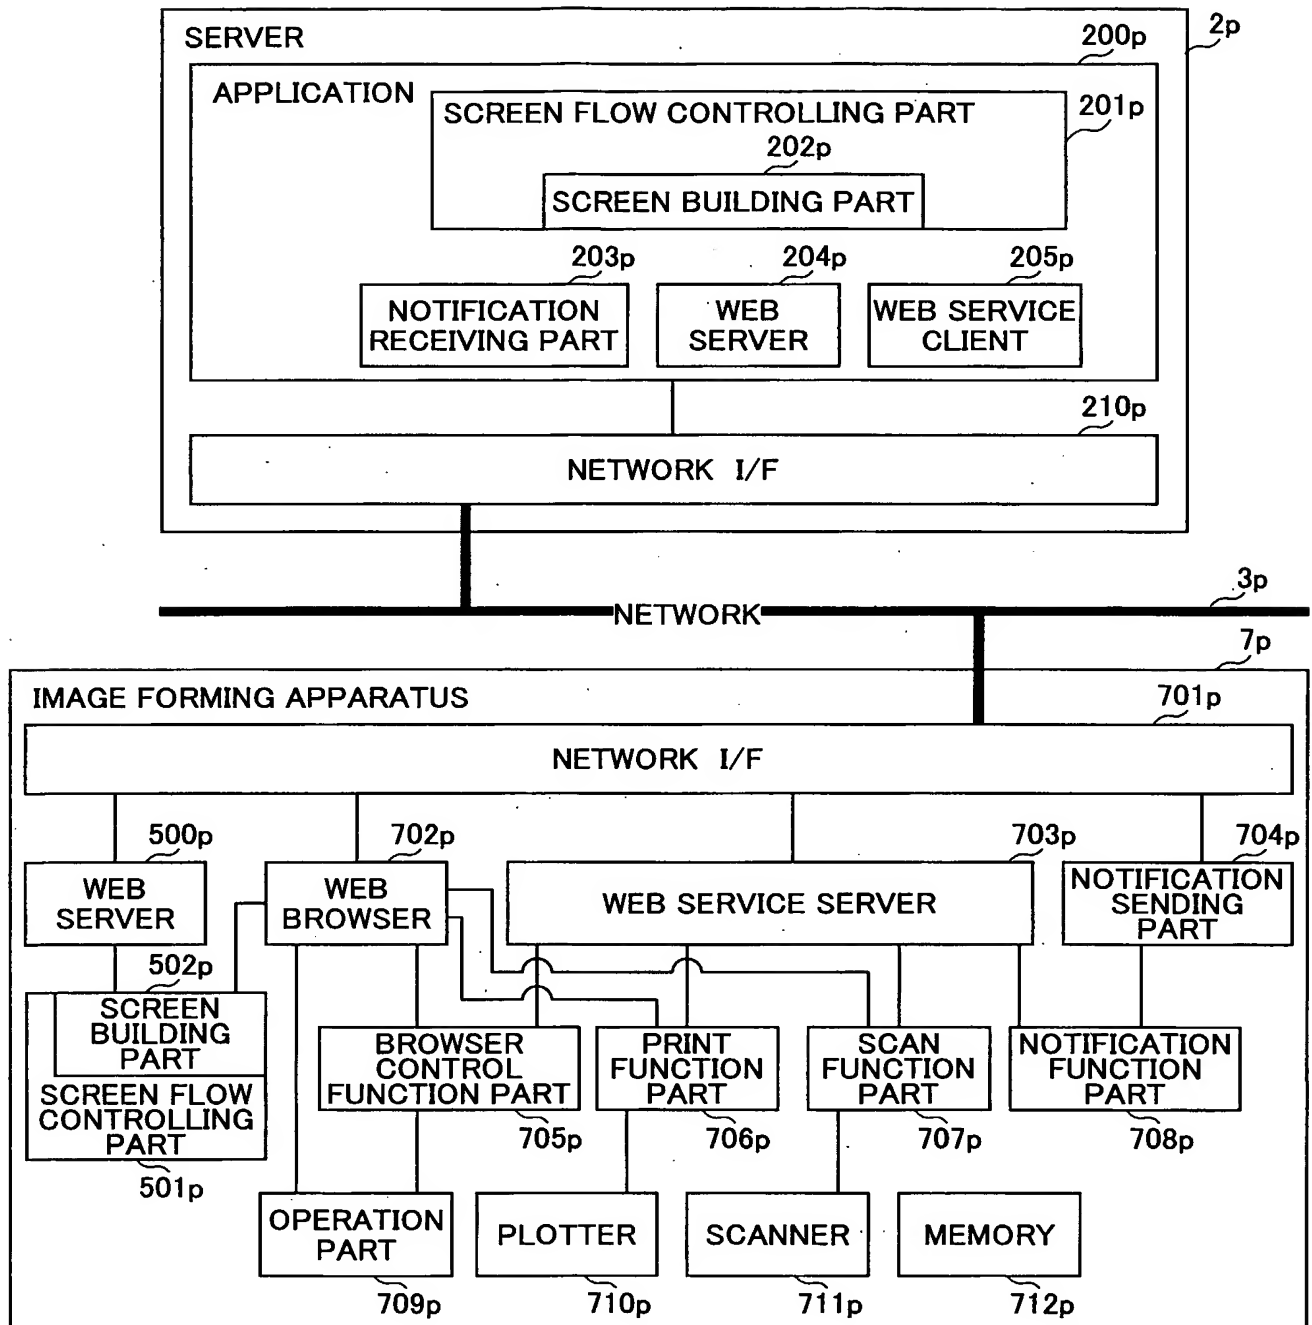 2p
SERVER
200p
APPLICATION
201p
SCREEN FLOW CONTROLLING PART
202p
SCREEN BUILDING PART
203p
204p
205p
NOTIFICATION
RECEIVING PART
WEB
SERVER
WEB SERVICE
CLIENT
210p
NETWORK I/F
3p
NETWORK
7p
IMAGE FORMING APPARATUS
701p
NETWORK I/F
500p
702p
703p
704p
WEB
SERVER
WEB
BROWSER
WEB SERVICE SERVER
NOTIFICATION
SENDING
PART
502p
SCREEN
BUILDING
PART
SCREEN FLOW
CONTROLLING
PART
501p
BROWSER
CONTROL
FUNCTION PART
705p
PRINT
FUNCTION
PART
706p
SCAN
FUNCTION
PART
707p
NOTIFICATION
FUNCTION
PART
708p
OPERATION
PART
709p
PLOTTER
710p
SCANNER
711p
MEMORY
712p